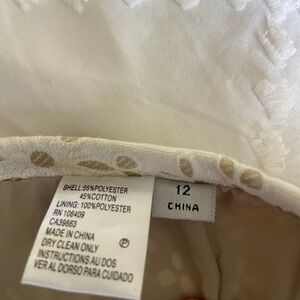 SHELL:55%POLYESTER
45%COTTON
LINING: 100%POLYESTER
RN 106409
CA39663
MADE IN CHINA
DRY CLEAN ONLY
P
INSTRUCTIONS AU DOS
VER AL DORSO PARA CUIDADO
12
CHINA